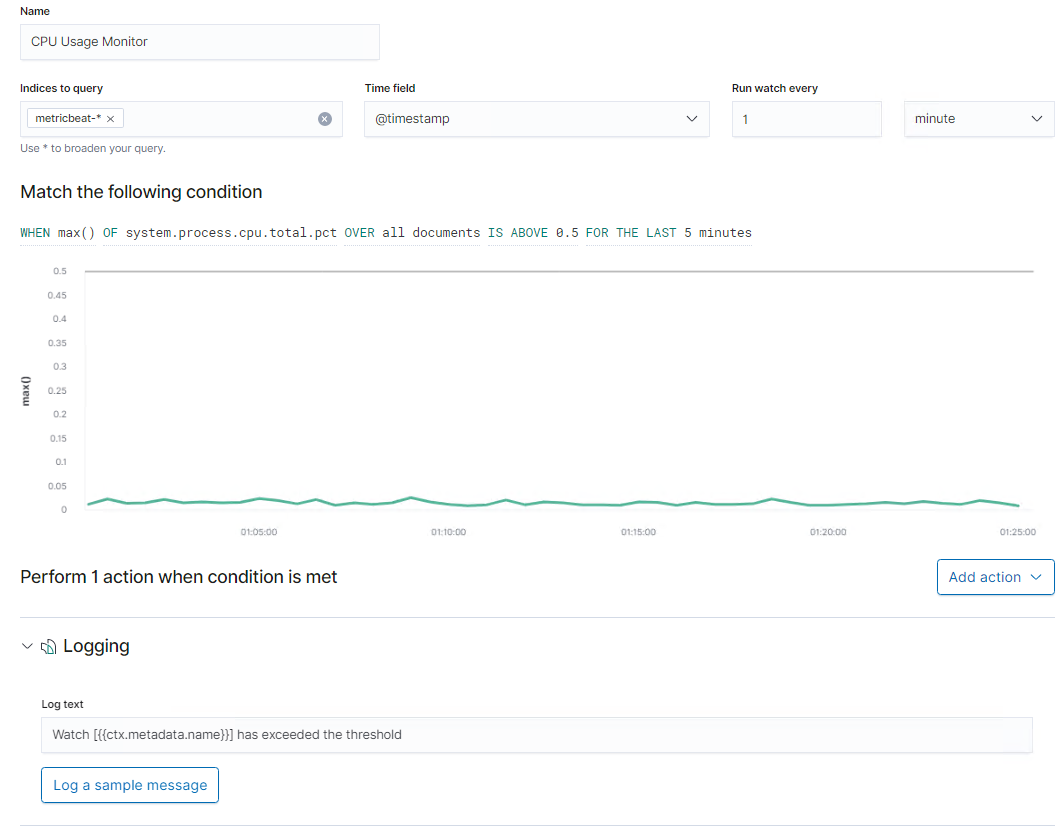 Name
CPU Usage Monitor
Indices to query
Time field
Run watch every
metricbeat-* ×
@timestamp
1
minute
Use * to broaden your query.
Match the following condition
WHEN max() OF system.process.cpu.total.pct OVER all documents IS ABOVE 0.5 FOR THE LAST 5 minutes
0.5
0.45
0.4
0.35
0.3
0.25
0.2
0.15
0.1
0.05
0
max()
01:05:00 01:10:00 01:15:00 01:20:00 01:25:00
Perform 1 action when condition is met
Add action
Logging
Log text
Watch [{{ctx.metadata.name}}] has exceeded the threshold
Log a sample message